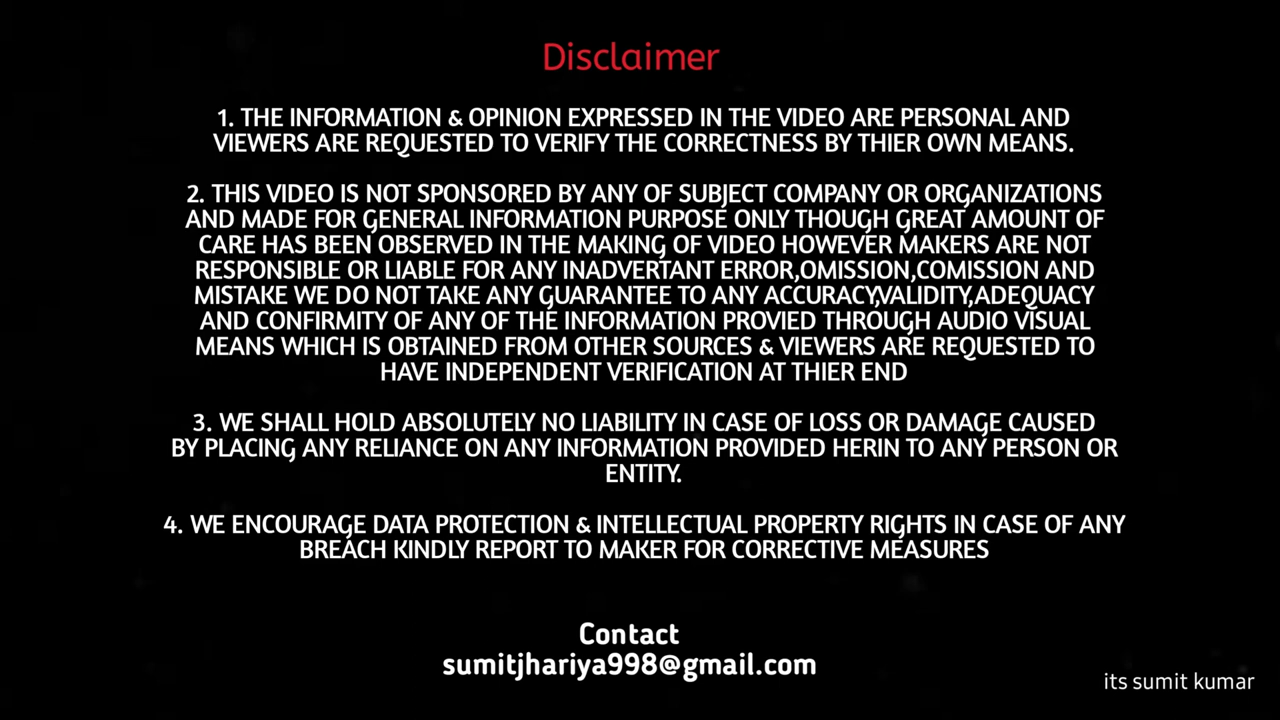 Disclaimer
1. THE INFORMATION & OPINION EXPRESSED IN THE VIDEO ARE PERSONAL AND
VIEWERS ARE REQUESTED TO VERIFY THE CORRECTNESS BY THIER OWN MEANS.
2. THIS VIDEO IS NOT SPONSORED BY ANY OF SUBJECT COMPANY OR ORGANIZATIONS
AND MADE FOR GENERAL INFORMATION PURPOSE ONLY THOUGH GREAT AMOUNT OF
CARE HAS BEEN OBSERVED IN THE MAKING OF VIDEO HOWEVER MAKERS ARE NOT
RESPONSIBLE OR LIABLE FOR ANY INADVERTANT ERROR,OMISSION,COMISSION AND
MISTAKE WE DO NOT TAKE ANY GUARANTEE TO ANY ACCURACY,VALIDITY,ADEQUACY
AND CONFIRMITY OF ANY OF THE INFORMATION PROVIED THROUGH AUDIO VISUAL
MEANS WHICH IS OBTAINED FROM OTHER SOURCES & VIEWERS ARE REQUESTED TO
HAVE INDEPENDENT VERIFICATION AT THIER END
3. WE SHALL HOLD ABSOLUTELY NO LIABILITY IN CASE OF LOSS OR DAMAGE CAUSED
BY PLACING ANY RELIANCE ON ANY INFORMATION PROVIDED HERIN TO ANY PERSON OR
ENTITY.
4. WE ENCOURAGE DATA PROTECTION & INTELLECTUAL PROPERTY RIGHTS IN CASE OF ANY
BREACH KINDLY REPORT TO MAKER FOR CORRECTIVE MEASURES
Contact
sumitjhariya998@gmail.com
its sumit kumar